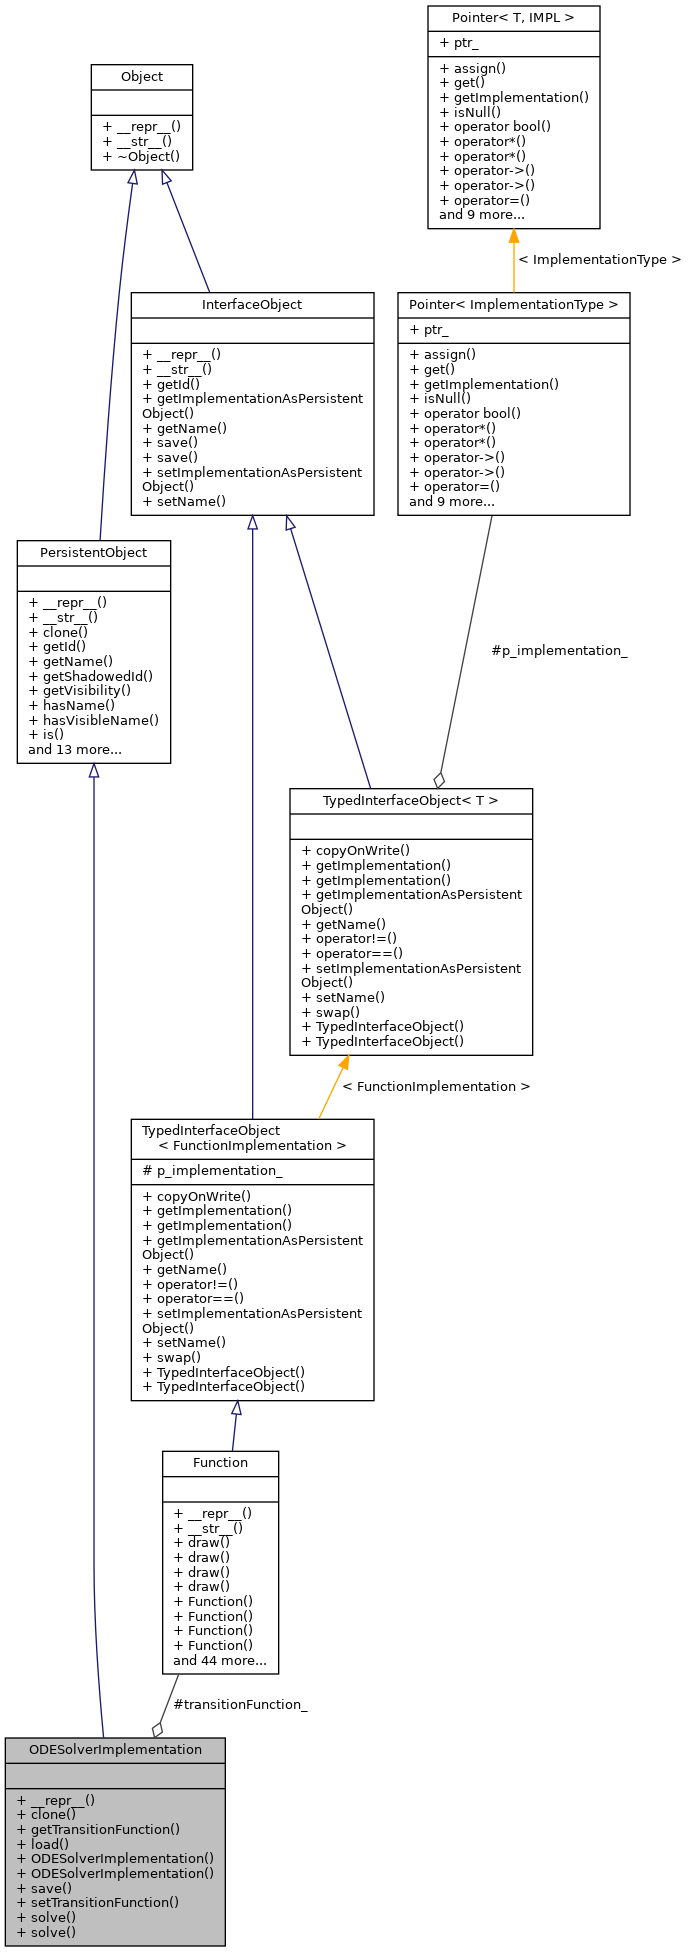 Pointer< T, IMPL >
+ ptr_
+ assign()
+ get()
+ getImplementation()
+ isNull()
+ operator bool()
+ operator*()
+ operator*()
+ operator->()
+ operator->()
+ operator=()
and 9 more...
Object
+ __repr__()
+ __str__()
+ ~Object()
< ImplementationType >
InterfaceObject
+ __repr__()
+ __str__()
+ getId()
+ getImplementationAsPersistent
Object()
+ getName()
+ save()
+ save()
+ setImplementationAsPersistent
Object()
+ setName()
Pointer< ImplementationType >
+ ptr_
+ assign()
+ get()
+ getImplementation()
+ isNull()
+ operator bool()
+ operator*()
+ operator*()
+ operator->()
+ operator->()
+ operator=()
and 9 more...
PersistentObject
+ __repr__()
+ __str__()
+ clone()
+ getId()
+ getName()
+ getShadowedId()
+ getVisibility()
+ hasName()
+ hasVisibleName()
+ is()
and 13 more...
#p_implementation_
TypedInterfaceObject< T >
+ copyOnWrite()
+ getImplementation()
+ getImplementation()
+ getImplementationAsPersistent
Object()
+ getName()
+ operator!=()
+ operator==()
+ setImplementationAsPersistent
Object()
+ setName()
+ swap()
+ TypedInterfaceObject()
+ TypedInterfaceObject()
< FunctionImplementation >
TypedInterfaceObject
< FunctionImplementation >
# p_implementation_
+ copyOnWrite()
+ getImplementation()
+ getImplementation()
+ getImplementationAsPersistent
Object()
+ getName()
+ operator!=()
+ operator==()
+ setImplementationAsPersistent
Object()
+ setName()
+ swap()
+ TypedInterfaceObject()
+ TypedInterfaceObject()
Function
+ __repr__()
+ __str__()
+ draw()
+ draw()
+ draw()
+ draw()
+ Function()
+ Function()
+ Function()
+ Function()
and 44 more...
#transitionFunction_
ODESolverImplementation
+ __repr__()
+ clone()
+ getTransitionFunction()
+ load()
+ ODESolverImplementation()
+ ODESolverImplementation()
+ save()
+ setTransitionFunction()
+ solve()
+ solve()